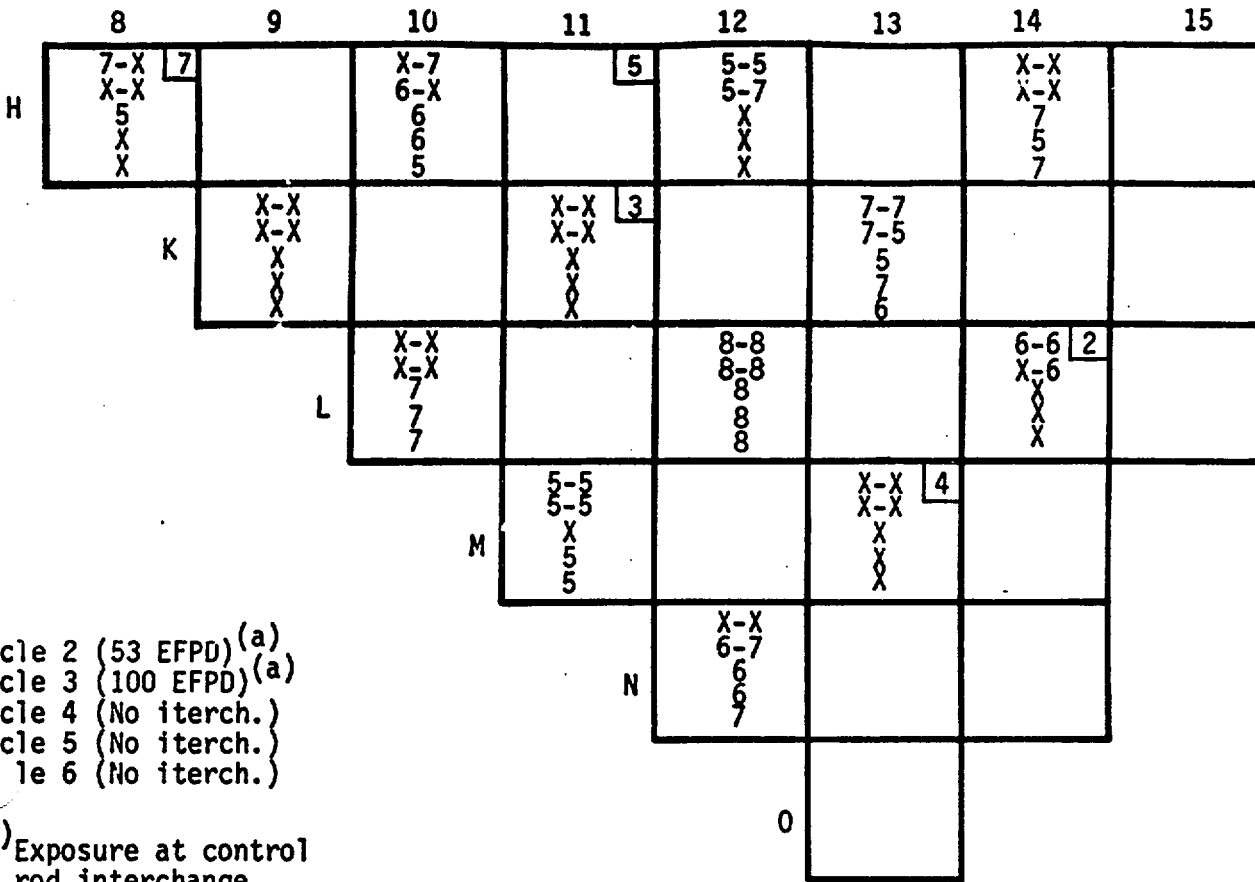 8 9 10 11 12 13 14 15
7-X 7 X-7 5 5-5 X-X
X-X 6-X 5-7 X-X
H
5 6 X 7
X 6 X 5
X 5 X 7
X-X X-X 3 7-7
X-X X-X 7-5
K
X X 5
X X 7
X X 6
X-X 8-8 6-6 2
X-X 8-8 X-6
7 8 X
L
7 8 X
7 8 X
5-5 X-X 4
5-5 X-X
X X
M
5 X
5 X
X-X
6-7
6
N
6
7
cle 2 (53 EFPD)(a)
cle 3 (100 EFPD)(a)
cle 4 (No iterch.)
cle 5 (No iterch.)
le 6 (No iterch.)
O
)Exposure at control
rod interchange